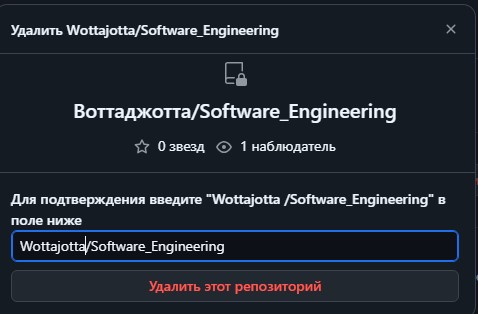 Удалить Wottajotta/Software_Engineering
Воттаджотта/Software_Engineering
0 звезд 1 наблюдатель
Для подтверждения введите "Wottajotta /Software_Engineering" в
поле ниже
Wottajotta/Software_Engineering
Удалить этот репозиторий